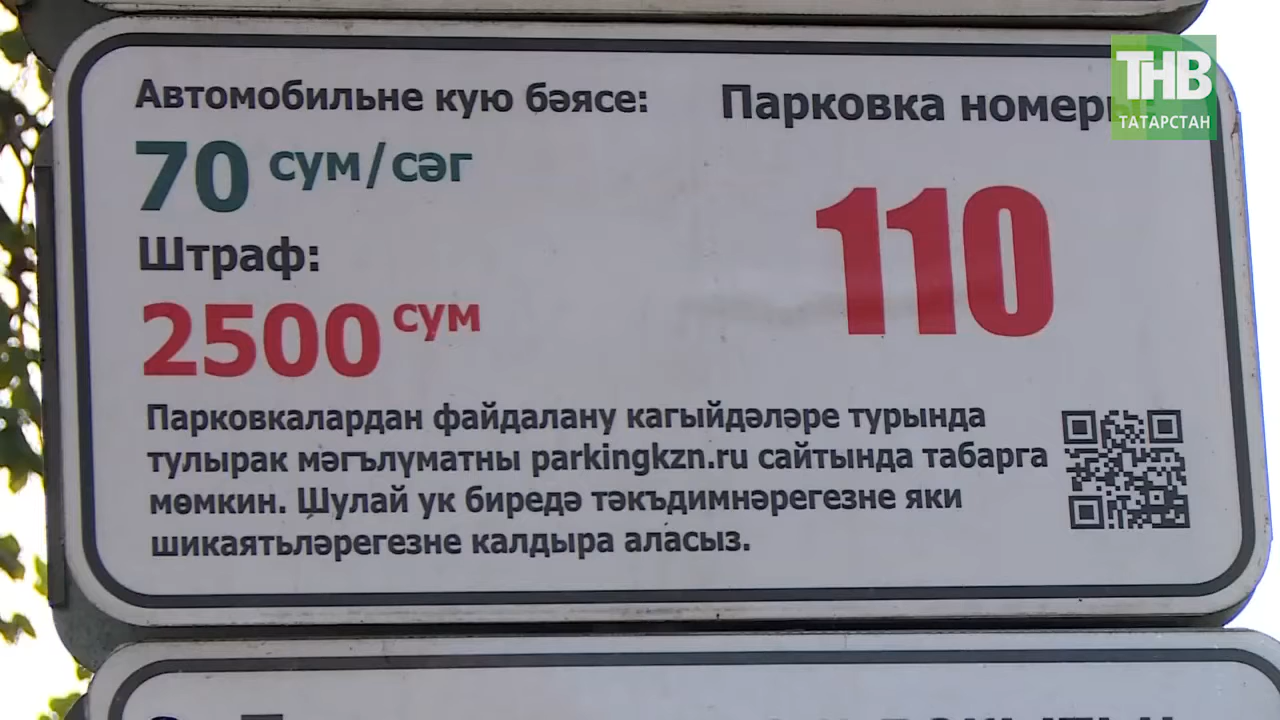 ТНВ
ТАТАРСТАН
Автомобильне кую бәясе:
70 сум/сәг
Штраф:
2500 сум
Парковка номеры
110
Парковкалардан файдалану кагыйдәләре турында
тулырак мәгълүматны parkingkzn.ru сайтында табарга
мөмкин. Шулай ук биредә тәкъдимнәрегезне яки
шикаятьләрегезне калдыра аласыз.